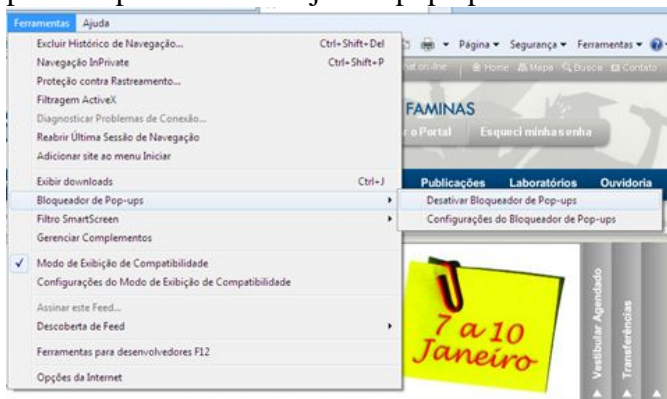 Ferramentas Ajuda
Excluir Histórico de Navegação... Ctrl+Shift+Del
Navegação InPrivate Ctrl+Shift+P
Proteção contra Rastreamento...
Filtragem ActiveX
Diagnosticar Problemas de Conexão...
Reabrir Última Sessão de Navegação
Adicionar site ao menu Iniciar
Exibir downloads Ctrl+J
Bloqueador de Pop-ups
Filtro SmartScreen
Gerenciar Complementos
Modo de Exibição de Compatibilidade
Configurações do Modo de Exibição de Compatibilidade
Assinar este Feed...
Descoberta de Feed
Ferramentas para desenvolvedores F12
Opções da Internet
Desativar Bloqueador de Pop-ups
Configurações do Bloqueador de Pop-ups
Página Segurança Ferramentas
on-line Home Mapa Busca Contato
FAMINAS
o Portal Esqueci minha senha
Publicações Laboratórios Ouvidoria
7 a 10
Janeiro
Vestibular Agendado
Transferências